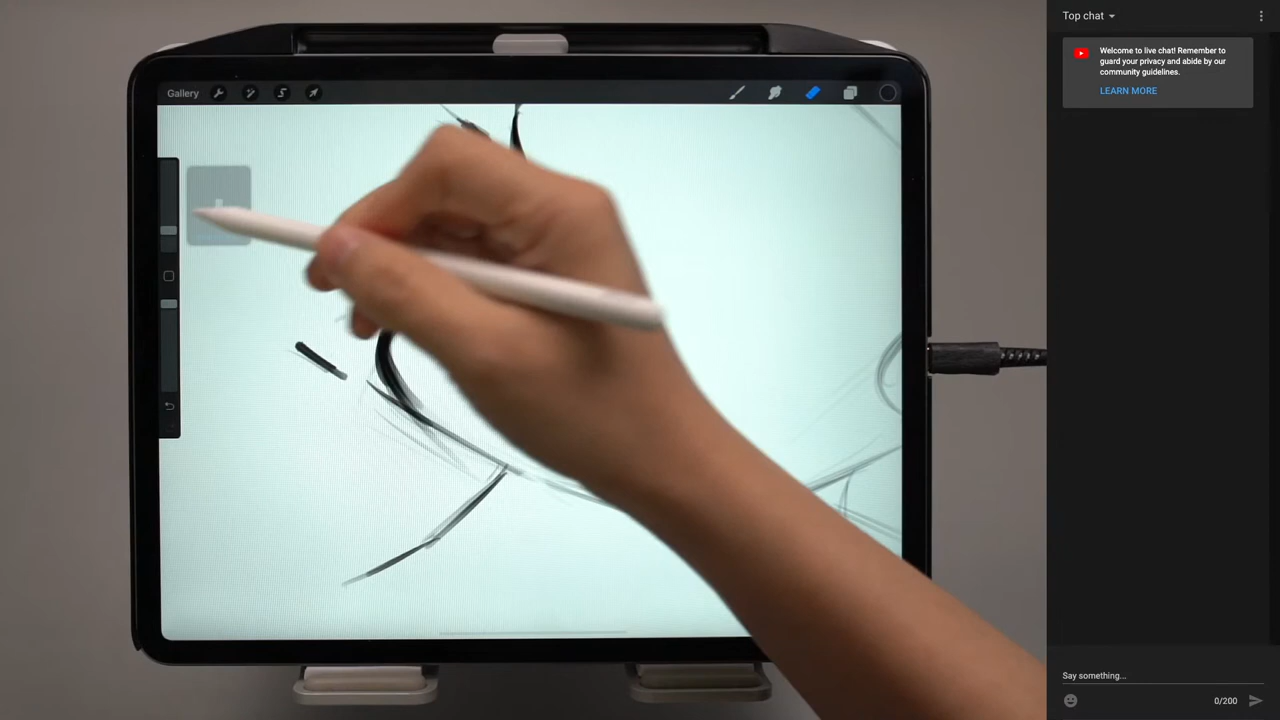 Top chat
Welcome to live chat! Remember to
guard your privacy and abide by our
community guidelines.
LEARN MORE
Gallery
Say something...
0/200